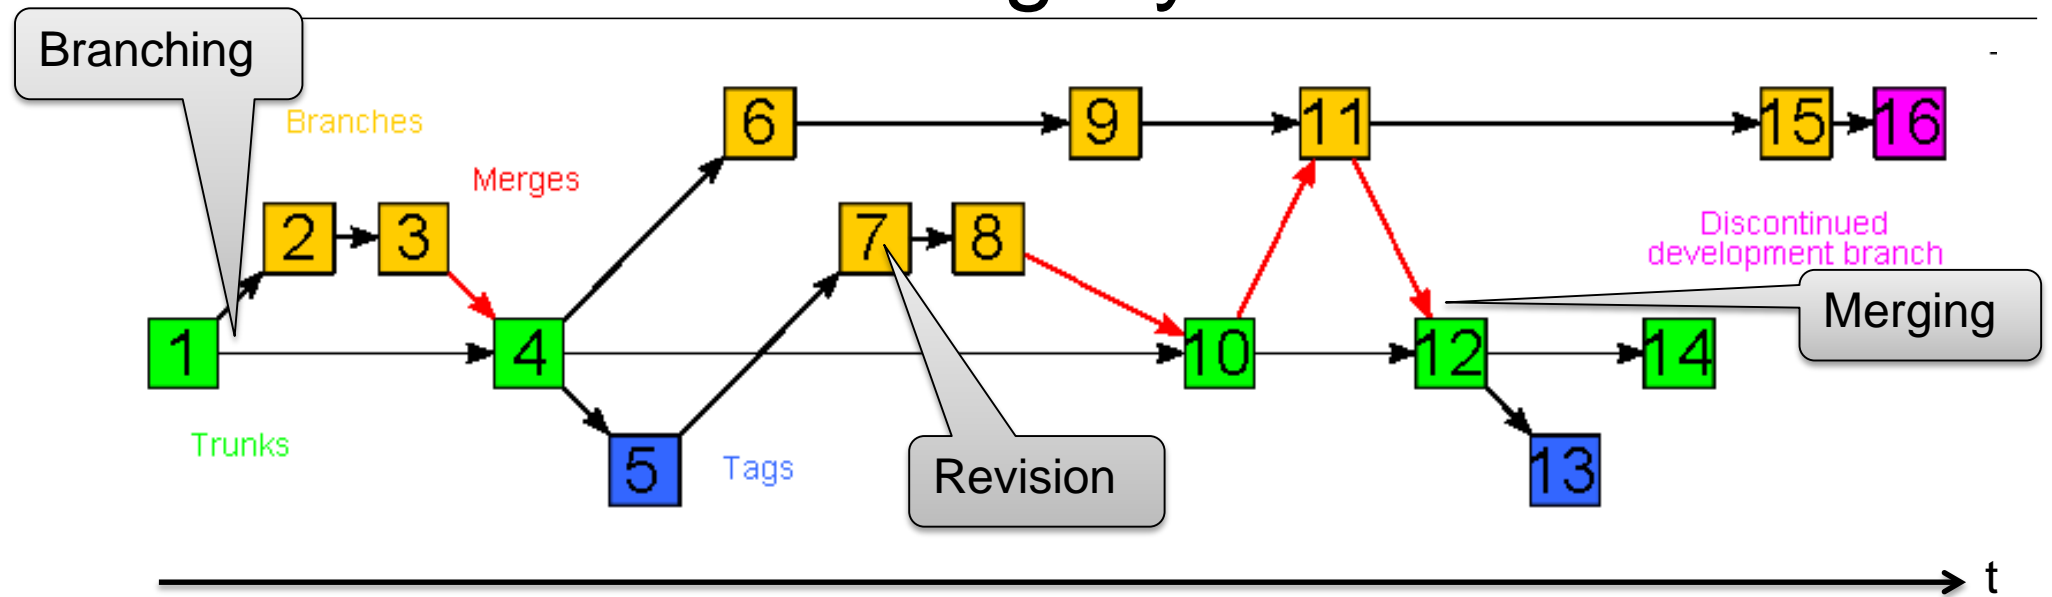 Branching
-
Branches
6
9
11
15
16
Merges
2
3
7
8
Discontinued
development branch
Merging
1
4
10
12
14
Trunks
5
Tags
Revision
13
t